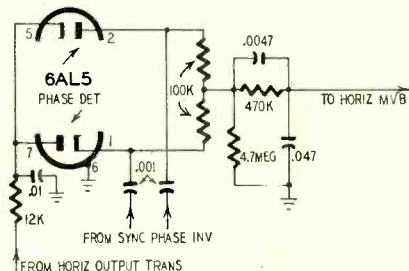 5
2
6AL5
PHASE DET
7
1
6
.01
12K
100K
.001
.0047
470K
4.7MEG
.047
TO HORIZ MVB
FROM SYNC PHASE INV
FROM HORIZ OUTPUT TRANS